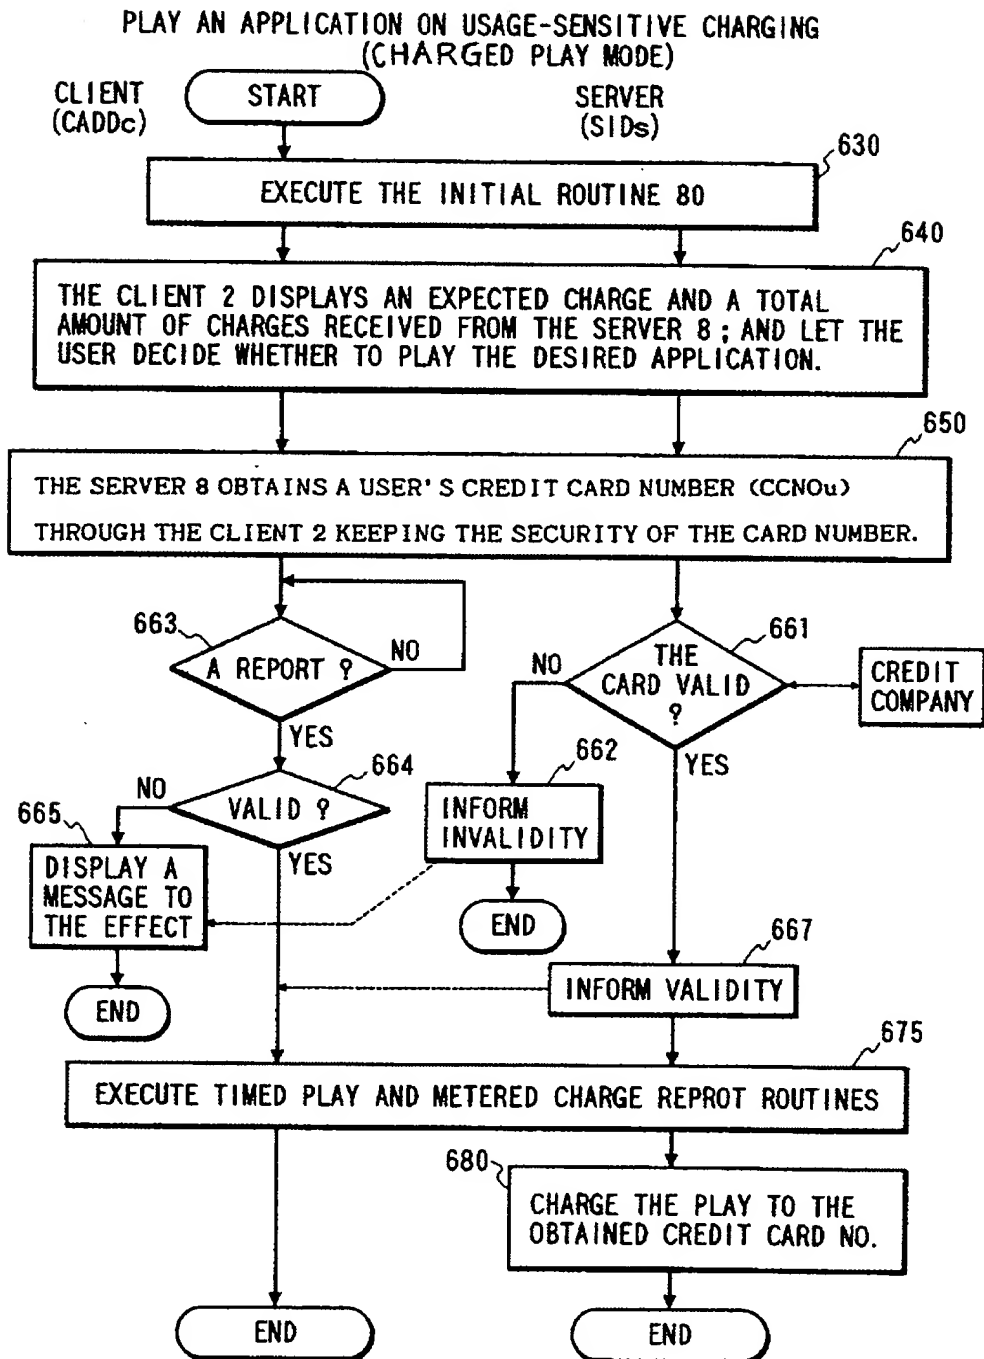 PLAY AN APPLICATION ON USAGE-SENSITIVE CHARGING
(CHARGED PLAY MODE)
CLIENT
(CADDc)
START
SERVER
(SIDs)
630
EXECUTE THE INITIAL ROUTINE 80
640
THE CLIENT 2 DISPLAYS AN EXPECTED CHARGE AND A TOTAL
AMOUNT OF CHARGES RECEIVED FROM THE SERVER 8; AND LET THE
USER DECIDE WHETHER TO PLAY THE DESIRED APPLICATION.
650
THE SERVER 8 OBTAINS A USER'S CREDIT CARD NUMBER (CCNOu)
THROUGH THE CLIENT 2 KEEPING THE SECURITY OF THE CARD NUMBER.
663
A REPORT ?
NO
YES
661
THE
CARD VALID
?
NO
YES
CREDIT
COMPANY
664
VALID ?
NO
YES
662
INFORM
INVALIDITY
END
665
DISPLAY A
MESSAGE TO
THE EFFECT
END
667
INFORM VALIDITY
675
EXECUTE TIMED PLAY AND METERED CHARGE REPROT ROUTINES
680
CHARGE THE PLAY TO THE
OBTAINED CREDIT CARD NO.
END
END